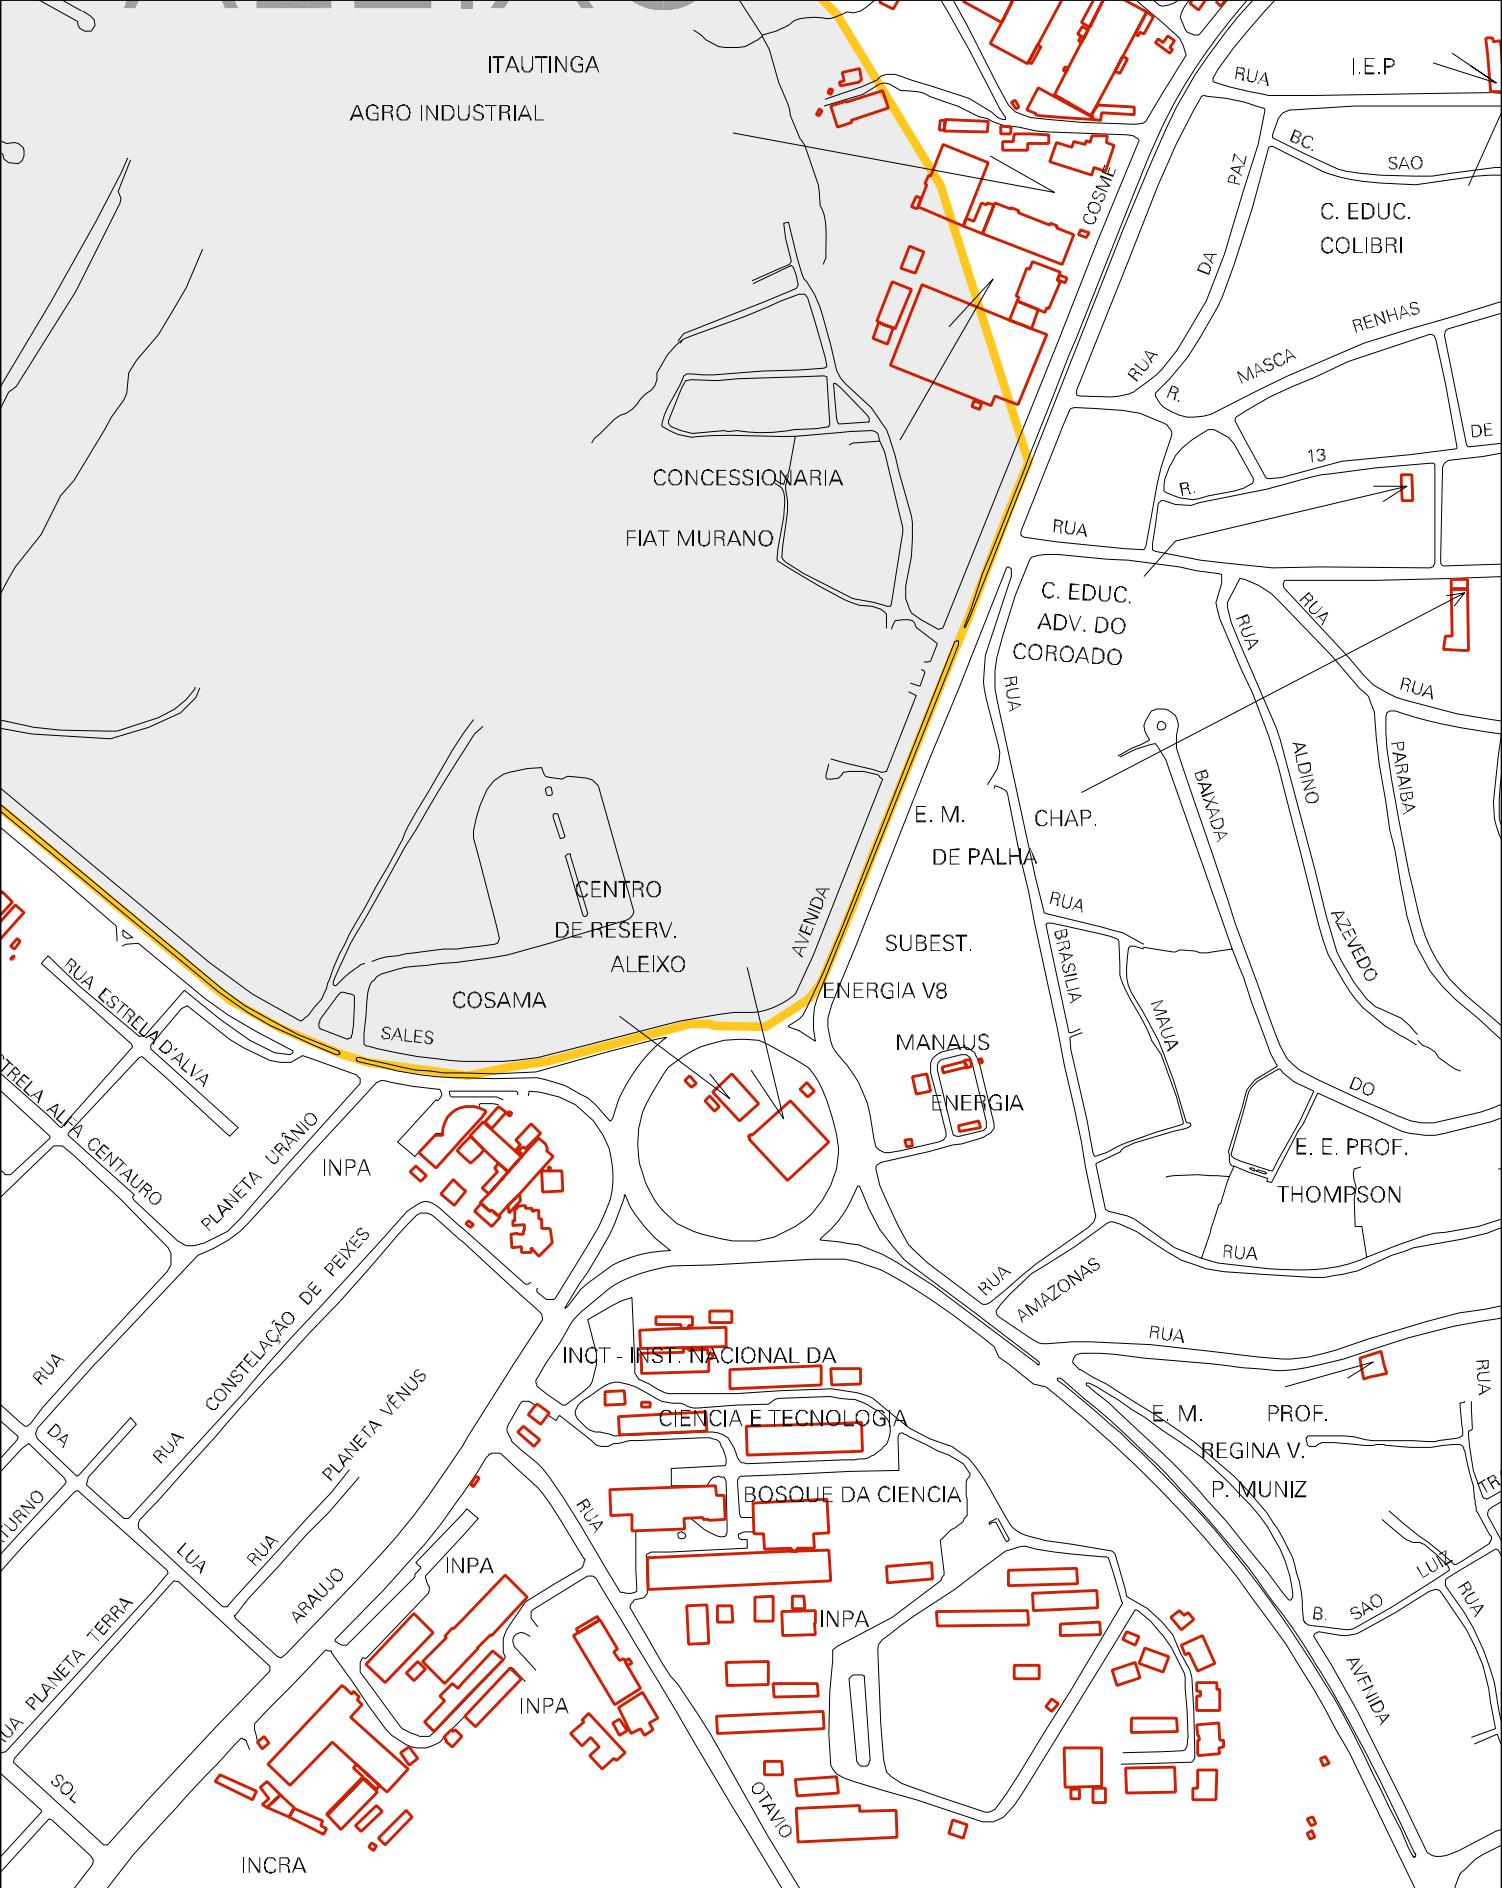 ITAUTINGA
AGRO INDUSTRIAL
I.E.P
RUA
BC.
SAO
PAZ
COSME
C. EDUC.
COLIBRI
DA
RUA
R.
MASCA
RENHAS
DE
13
R.
CONCESSIONARIA
FIAT MURANO
RUA
C. EDUC.
ADV. DO
COROADO
RUA
RUA
RUA
RUA
ALDINO
PARAIBA
BAIXADA
E. M.
CHAP.
DE PALHA
RUA
CENTRO
DE RESERV.
ALEIXO
AVENIDA
SUBEST.
BRASILIA
AZEVEDO
COSAMA
ENERGIA V8
SALES
MANAUS
MAUA
ENERGIA
DO
RUA ESTRELA D'ALVA
TRELA ALFA CENTAURO
PLANETA URÂNIO
INPA
E. E. PROF.
THOMPSON
RUA
RUA
AMAZONAS
RUA
RUA
CONSTELAÇÃO DE PEIXES
RUA
INCT - INST. NACIONAL DA
CIENCIA E TECNOLOGIA
E. M. PROF.
REGINA V.
P. MUNIZ
RUA
DA
RUA
PLANETA VÊNUS
BOSQUE DA CIENCIA
TR
TURNO
LUA
RUA
RUA
INPA
ARAUJO
LUIZ
SAO
B.
RUA
INPA
UA PLANETA TERRA
INPA
AVENIDA
SOL
OTAVIO
INCRA